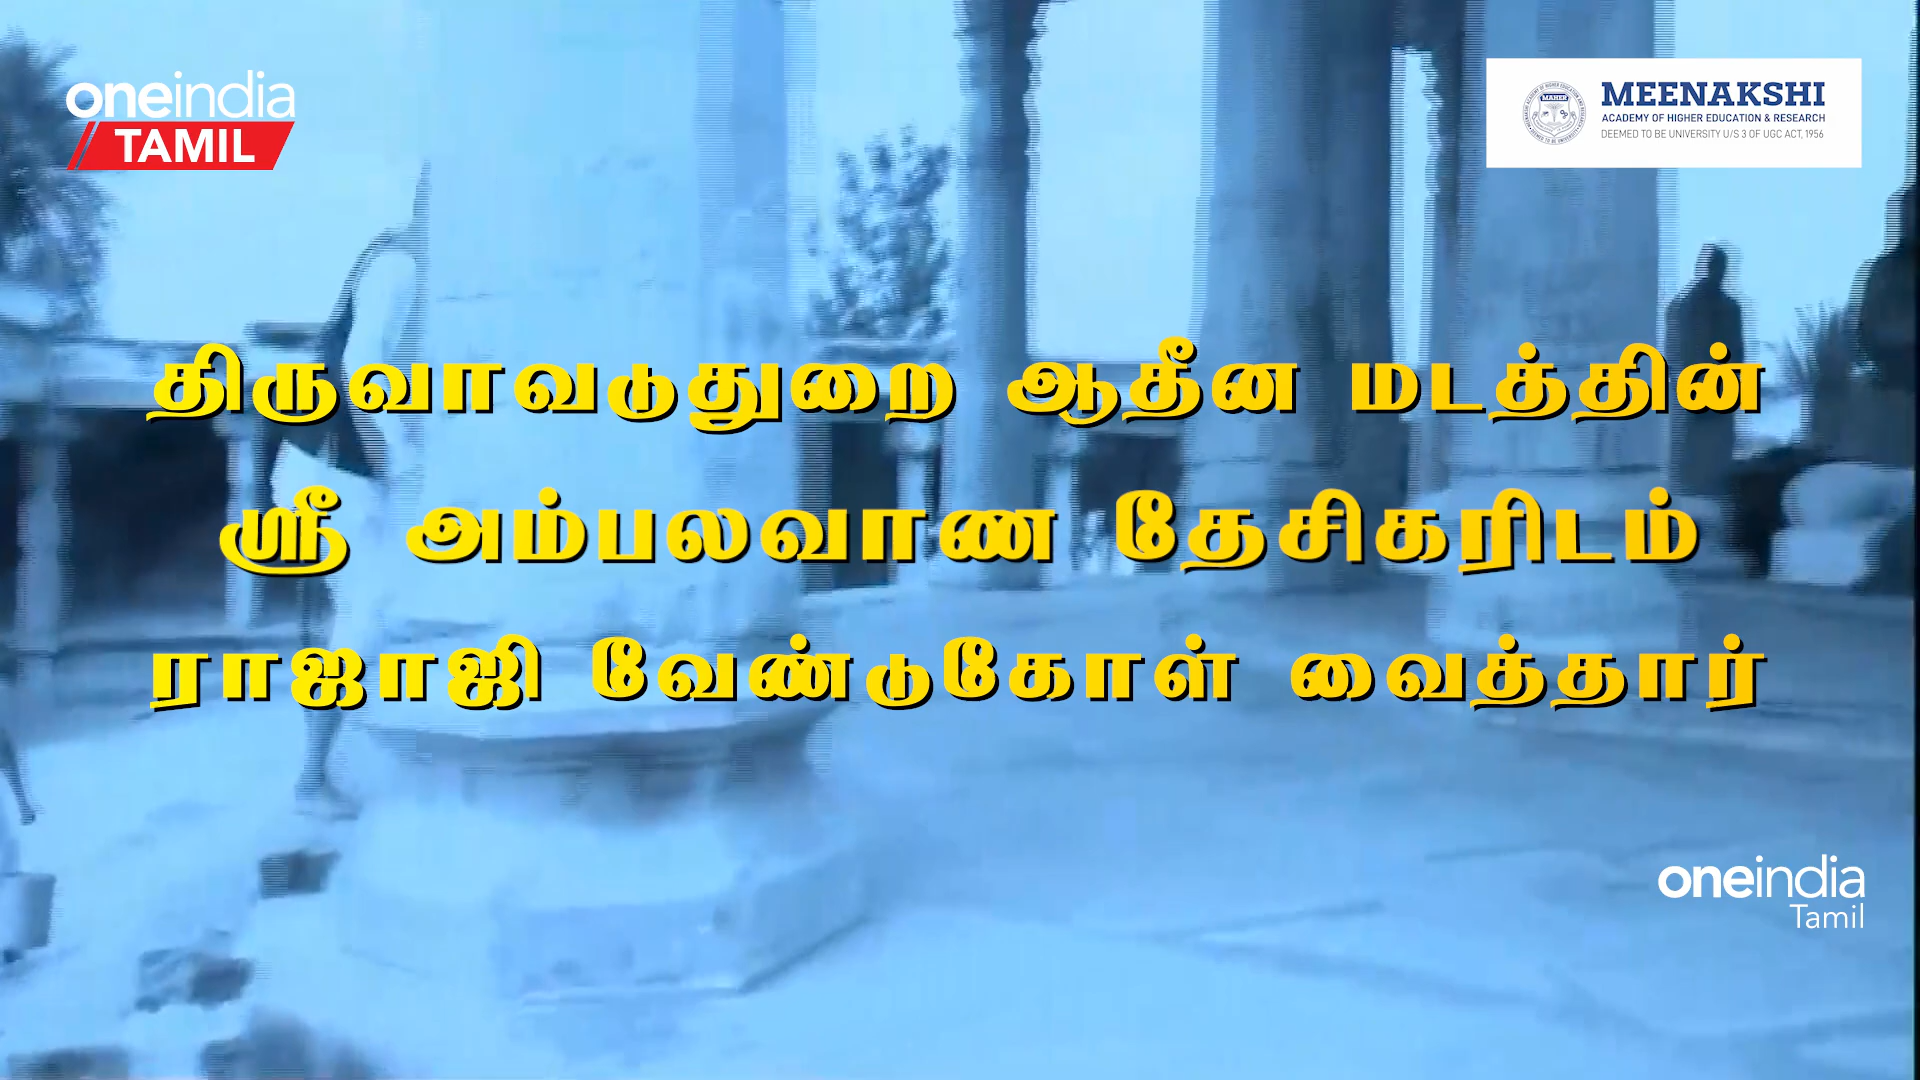 oneindia
TAMIL
MEENAKSHI
ACADEMY OF HIGHER EDUCATION & RESEARCH
DEEMED TO BE UNIVERSITY U/S 3 OF UGC ACT, 1956
திருவாவடுதுறை ஆதீன மடத்தின்
ஸ்ரீ அம்பலவாண தேசிகரிடம்
ராஜாஜி வேண்டுகோள் வைத்தார்
oneindia
Tamil